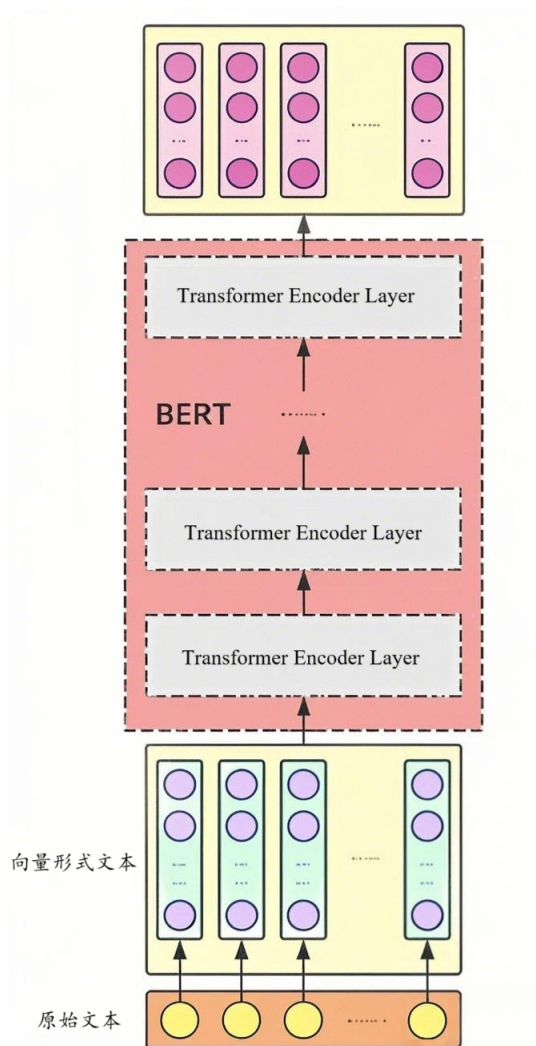 Transformer Encoder Layer
BERT
Transformer Encoder Layer
Transformer Encoder Layer
向量形式文本
原始文本